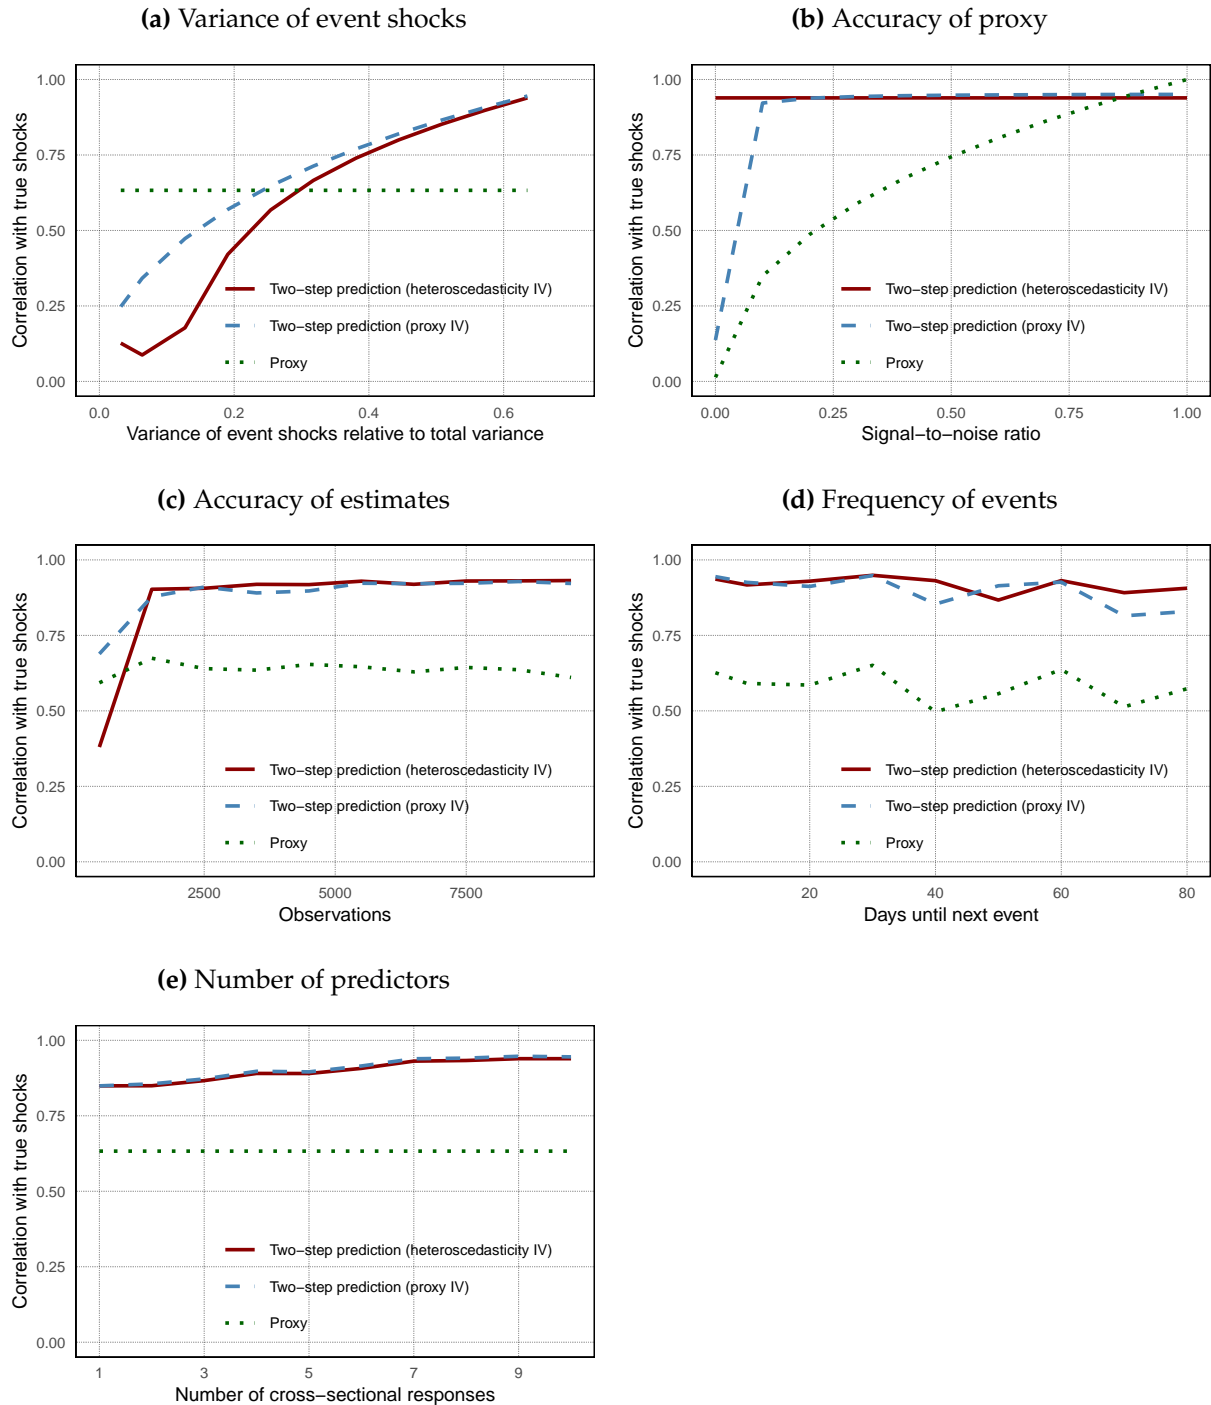 (a) Variance of event shocks
Correlation with true shocks
1.00
0.75
0.50
0.25
0.00
Two−step prediction (heteroscedasticity IV)
Two−step prediction (proxy IV)
Proxy
0.0 0.2 0.4 0.6
Variance of event shocks relative to total variance
(b) Accuracy of proxy
Correlation with true shocks
1.00
0.75
0.50
0.25
0.00
Two−step prediction (heteroscedasticity IV)
Two−step prediction (proxy IV)
Proxy
0.00 0.25 0.50 0.75 1.00
Signal−to−noise ratio
(c) Accuracy of estimates
Correlation with true shocks
1.00
0.75
0.50
0.25
0.00
Two−step prediction (heteroscedasticity IV)
Two−step prediction (proxy IV)
Proxy
2500 5000 7500
Observations
(d) Frequency of events
Correlation with true shocks
1.00
0.75
0.50
0.25
0.00
Two−step prediction (heteroscedasticity IV)
Two−step prediction (proxy IV)
Proxy
20 40 60 80
Days until next event
(e) Number of predictors
Correlation with true shocks
1.00
0.75
0.50
0.25
0.00
Two−step prediction (heteroscedasticity IV)
Two−step prediction (proxy IV)
Proxy
1 3 5 7 9
Number of cross−sectional responses